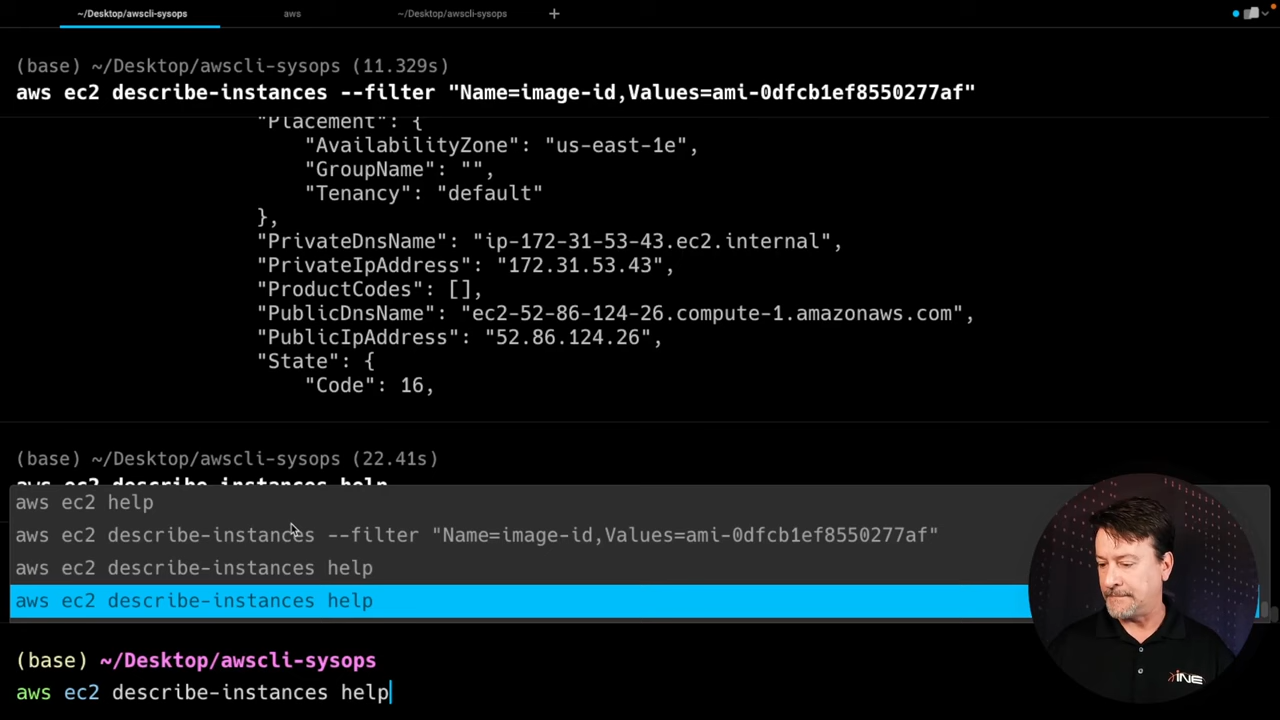 ~/Desktop/awscli-sysops
aws
~/Desktop/awscli-sysops
+
(base) ~/Desktop/awscli-sysops (11.329s)
aws ec2 describe-instances --filter "Name=image-id,Values=ami-0dfcb1ef8550277af"
"Placement": {
"AvailabilityZone": "us-east-1e",
"GroupName": "",
"Tenancy": "default"
},
"PrivateDnsName": "ip-172-31-53-43.ec2.internal",
"PrivateIpAddress": "172.31.53.43",
"ProductCodes": [],
"PublicDnsName": "ec2-52-86-124-26.compute-1.amazonaws.com",
"PublicIpAddress": "52.86.124.26",
"State": {
"Code": 16,
(base) ~/Desktop/awscli-sysops (22.41s)
aws ec2 describe-instances help
aws ec2 help
aws ec2 describe-instances --filter "Name=image-id,Values=ami-0dfcb1ef8550277af"
aws ec2 describe-instances help
aws ec2 describe-instances help
(base) ~/Desktop/awscli-sysops
aws ec2 describe-instances help
INE